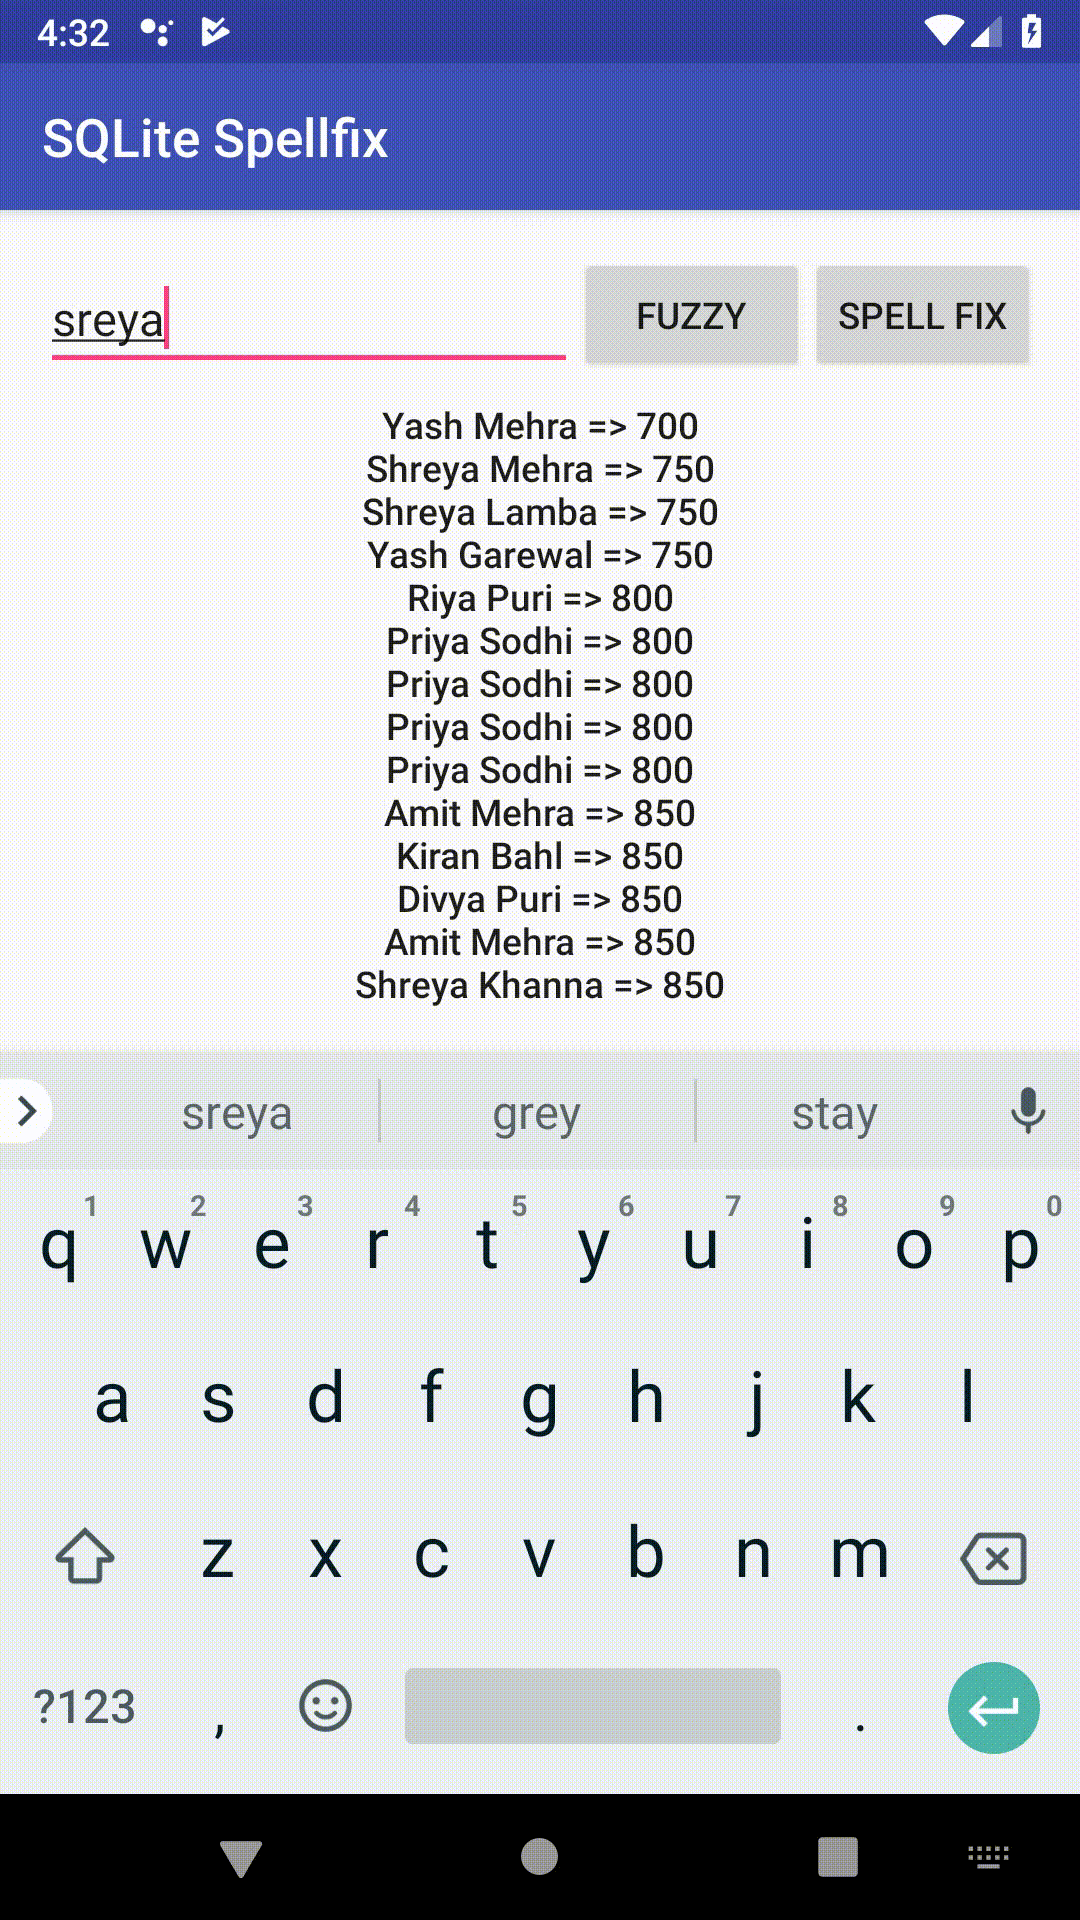 4:32
SQLite Spellfix
sreya FUZZY SPELL FIX
Yash Mehra => 700
Shreya Mehra => 750
Shreya Lamba => 750
Yash Garewal => 750
Riya Puri => 800
Priya Sodhi => 800
Priya Sodhi => 800
Priya Sodhi => 800
Priya Sodhi => 800
Amit Mehra => 850
Kiran Bahl => 850
Divya Puri => 850
Amit Mehra => 850
Shreya Khanna => 850
sreya grey stay
1 2 3 4 5 6 7 8 9 0
q w e r t y u i o p
a s d f g h j k l
z x c v b n m
?123 , .